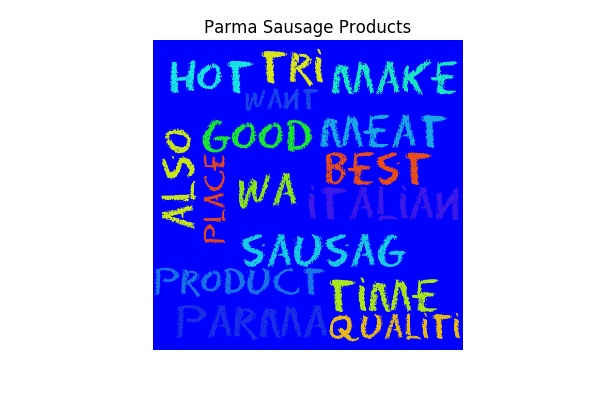 Parma Sausage Products
HOT TRi MAKE
WANT
GOOD MEAT
ALSO
PLACE
BEST
WA
iTALiAN
SAUSAG
PRODUCT
TiME
PARMA
QUALiTi